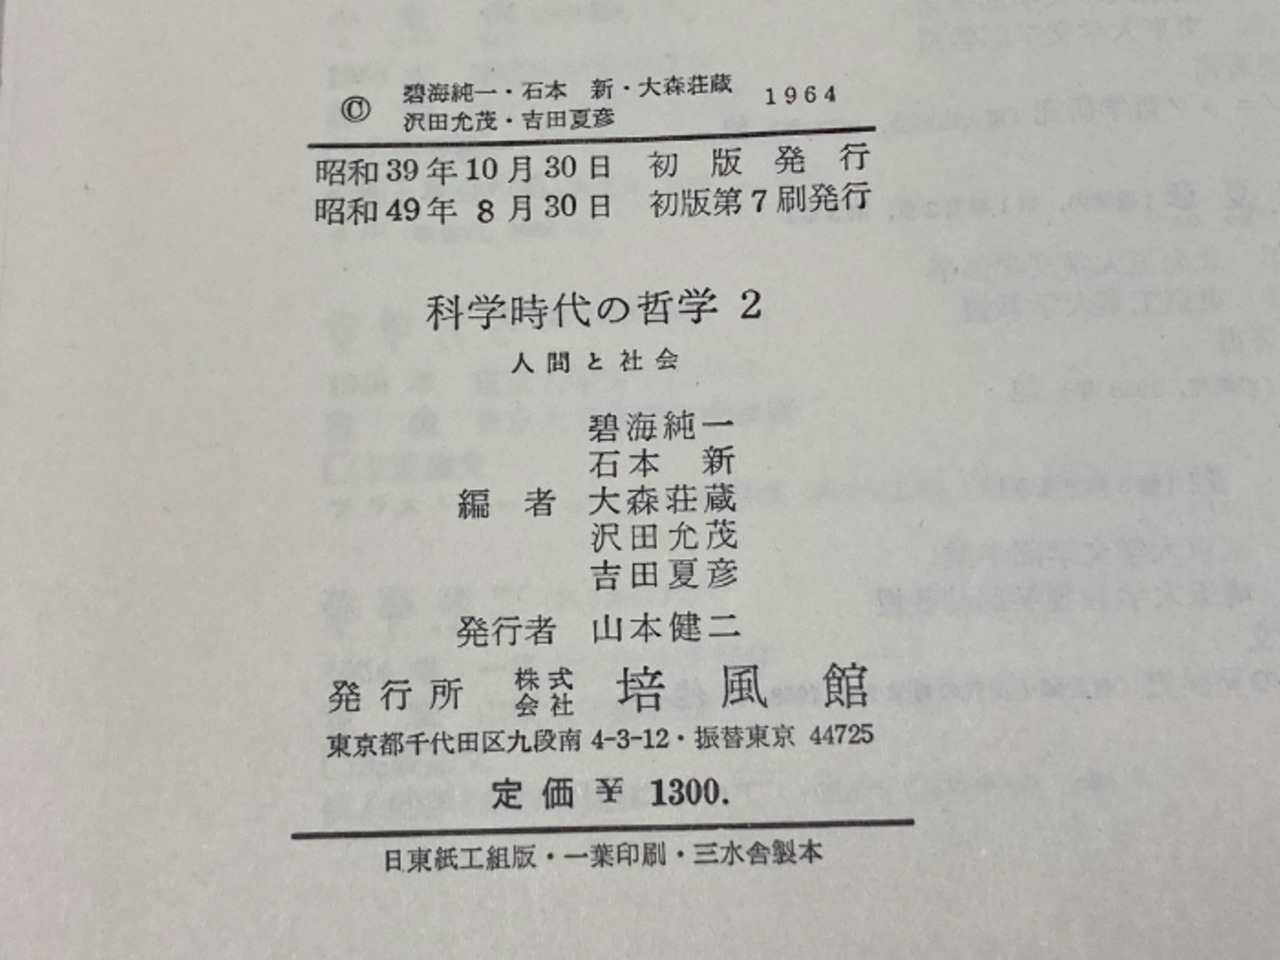 © 碧海純一・石本　新・大森荘蔵 1964
沢田允茂・吉田夏彦
昭和39年10月30日　初版発行
昭和49年 8月30日　初版第7刷発行
科学時代の哲学 2
人間と社会
碧海純一
石本　新
編　者　大森荘蔵
沢田允茂
吉田夏彦
発行者　山本健二
発行所　株式会社　培風館
東京都千代田区九段南 4-3-12・振替東京 44725
定価 ¥ 1300.
日東紙工組版・一葉印刷・三水舎製本